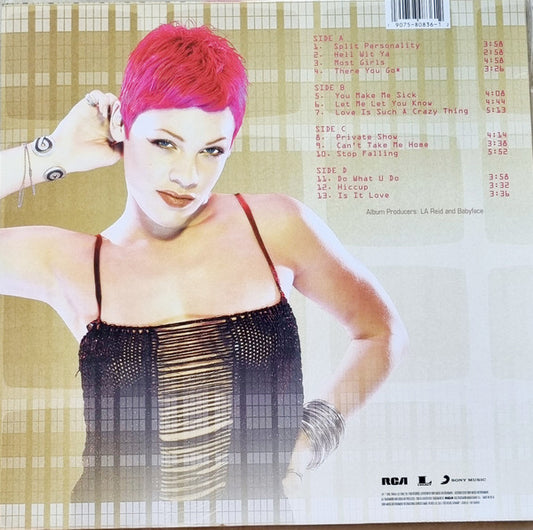 19075-80836-1 2
SIDE A
1. Split Personality 3:58
2. Hell Wit Ya 2:58
3. Most Girls 4:58
4. There You Go* 3:26
SIDE B
5. You Make Me Sick 4:08
6. Let Me Let You Know 4:44
7. Love Is Such A Crazy Thing 5:13
SIDE C
8. Private Show 4:14
9. Can't Take Me Home 3:38
10. Stop Falling 5:52
SIDE D
11. Do What U Do 3:58
12. Hiccup 3:32
13. Is It Love 3:36
Album Producers: LA Reid and Babyface
RCA L LEGACY SONY MUSIC